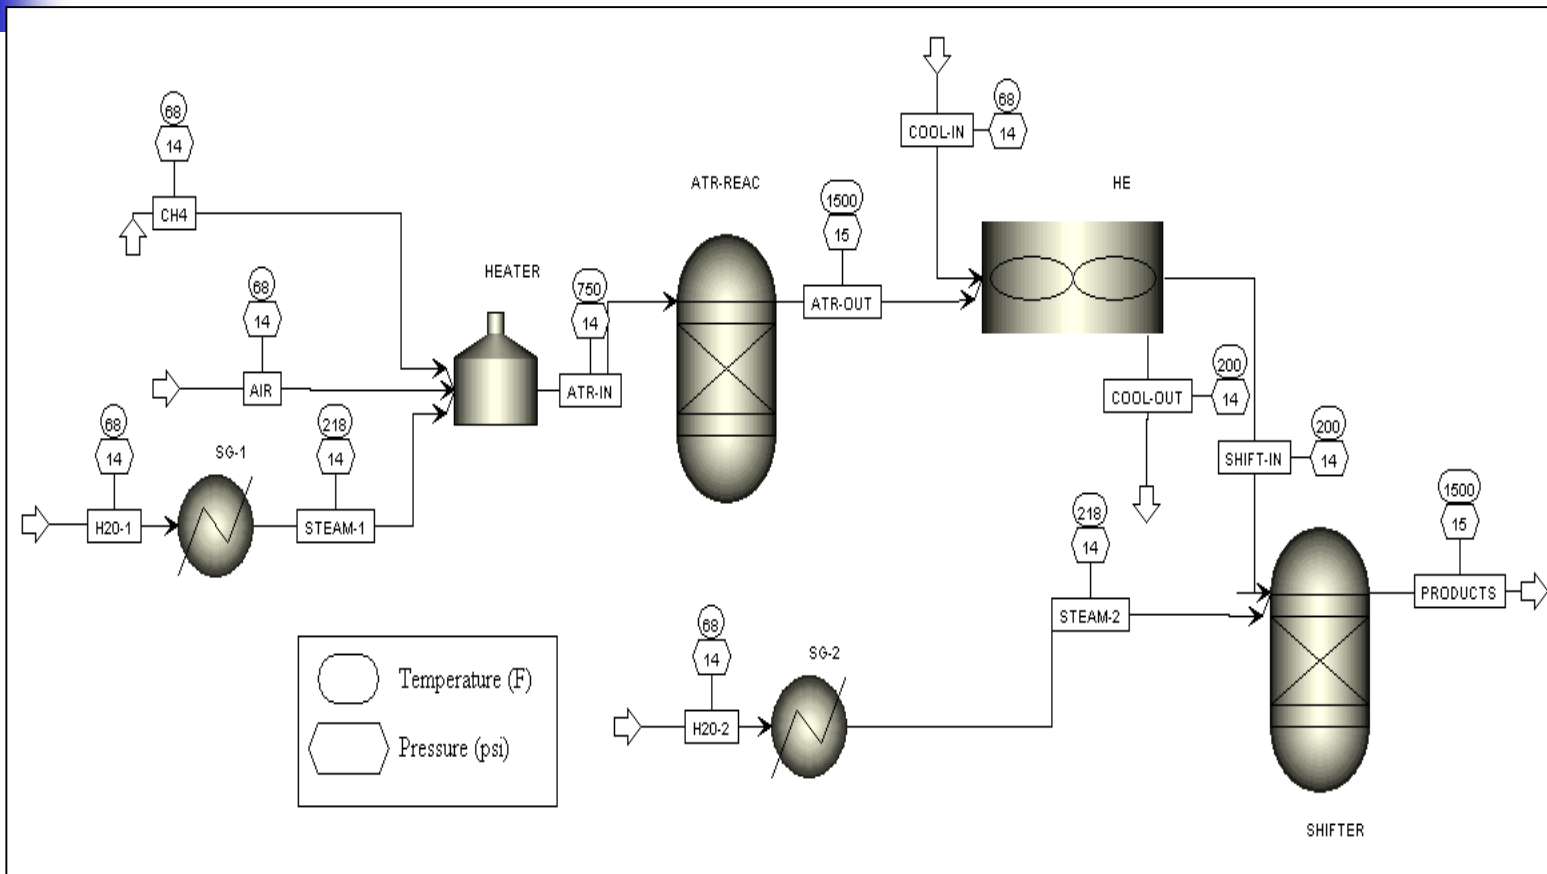 68
14
COOL-IN
68
14
ATR-REAC
HE
1500
15
CH4
HEATER
68
14
750
14
ATR-OUT
200
14
AIR
ATR-IN
COOL-OUT
68
14
218
14
SG-1
200
14
SHIFT-IN
1500
15
H20-1
STEAM-1
218
14
PRODUCTS
STEAM-2
68
14
SG-2
Temperature (F)
H20-2
Pressure (psi)
SHIFTER